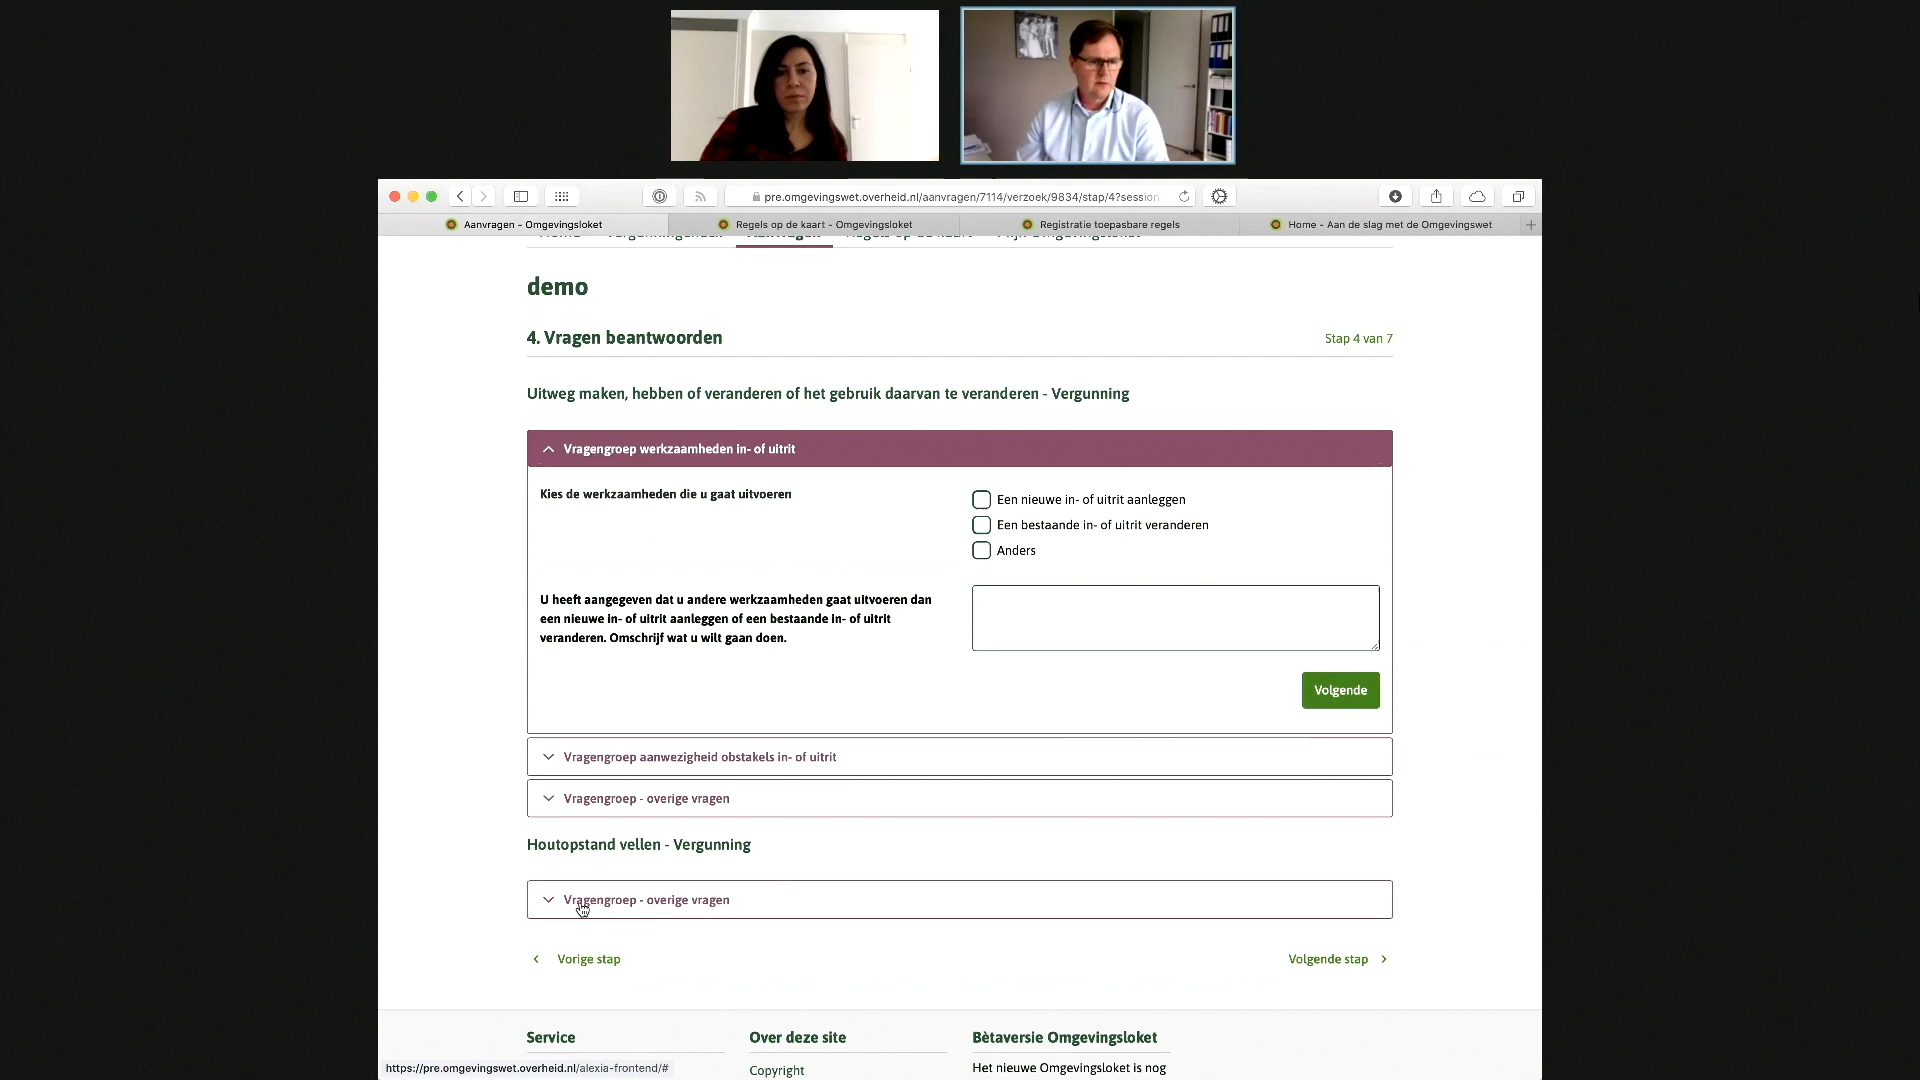 pre.omgevingswet.overheid.nl/aanvragen/7114/verzoek/9834/stap/4?session
Aanvragen - Omgevingsloket
Regels op de kaart - Omgevingsloket
Registratie toepasbare regels
Home - Aan de slag met de Omgevingswet
demo
4. Vragen beantwoorden
Stap 4 van 7
Uitweg maken, hebben of veranderen of het gebruik daarvan te veranderen - Vergunning
Vragengroep werkzaamheden in- of uitrit
Kies de werkzaamheden die u gaat uitvoeren
Een nieuwe in- of uitrit aanleggen
Een bestaande in- of uitrit veranderen
Anders
U heeft aangegeven dat u andere werkzaamheden gaat uitvoeren dan
een nieuwe in- of uitrit aanleggen of een bestaande in- of uitrit
veranderen. Omschrijf wat u wilt gaan doen.
Volgende
Vragengroep aanwezigheid obstakels in- of uitrit
Vragengroep - overige vragen
Houtopstand vellen - Vergunning
Vragengroep - overige vragen
Vorige stap
Volgende stap
Service
Over deze site
Bètaversie Omgevingsloket
https://pre.omgevingswet.overheid.nl/alexia-frontend/#
Copyright
Het nieuwe Omgevingsloket is nog